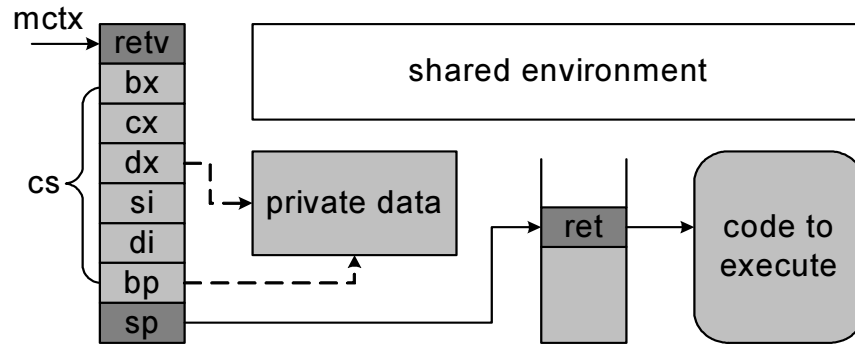 mctx
retv
bx
cx
dx
si
di
bp
sp
cs
shared environment
private data
ret
code to
execute